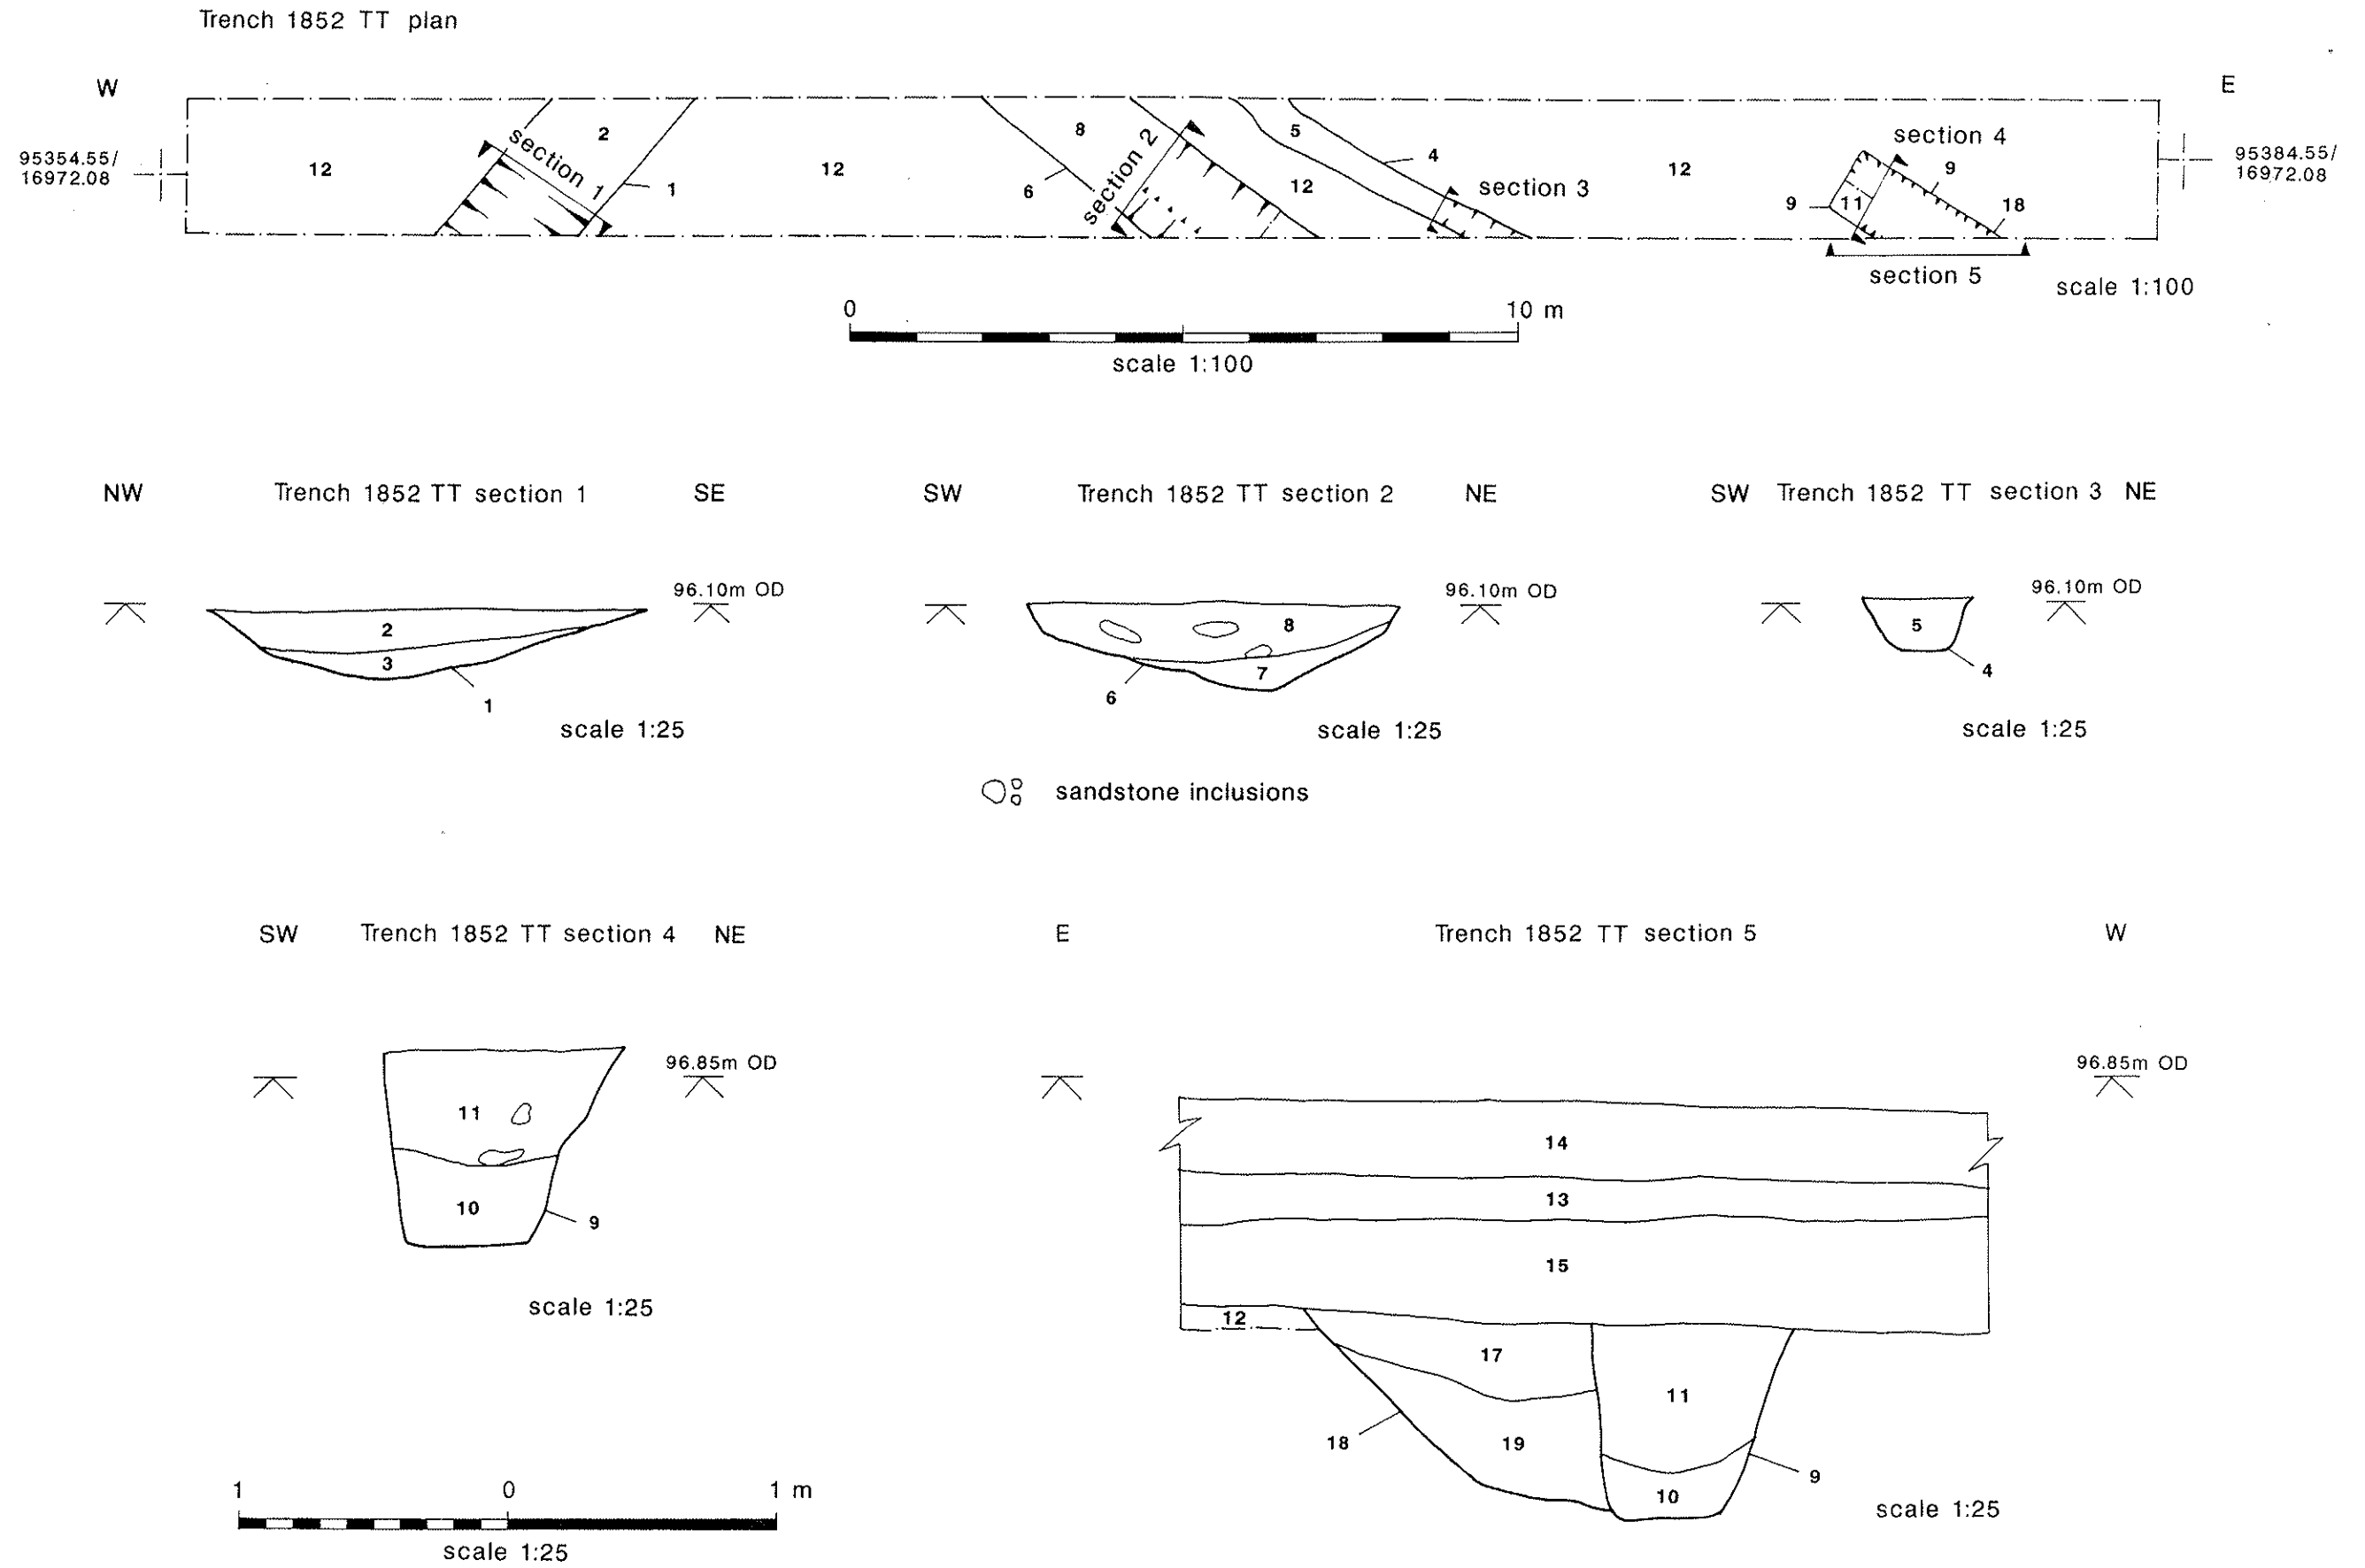 Trench 1852 TT plan
W
E
95354.55/
16972.08
12
section 1
2
1
12
6
8
section 2
12
5
4
section 3
12
section 4
9
9
11
18
95384.55/
16972.08
section 5
scale 1:100
0
10 m
scale 1:100
NW
Trench 1852 TT section 1
SE
96.10m OD
2
3
1
scale 1:25
SW
Trench 1852 TT section 2
NE
96.10m OD
8
7
6
scale 1:25
SW
Trench 1852 TT section 3
NE
96.10m OD
5
4
scale 1:25
sandstone inclusions
SW
Trench 1852 TT section 4
NE
96.85m OD
11
10
9
scale 1:25
E
Trench 1852 TT section 5
W
96.85m OD
14
13
15
12
17
11
18
19
9
10
scale 1:25
1
0
1 m
scale 1:25